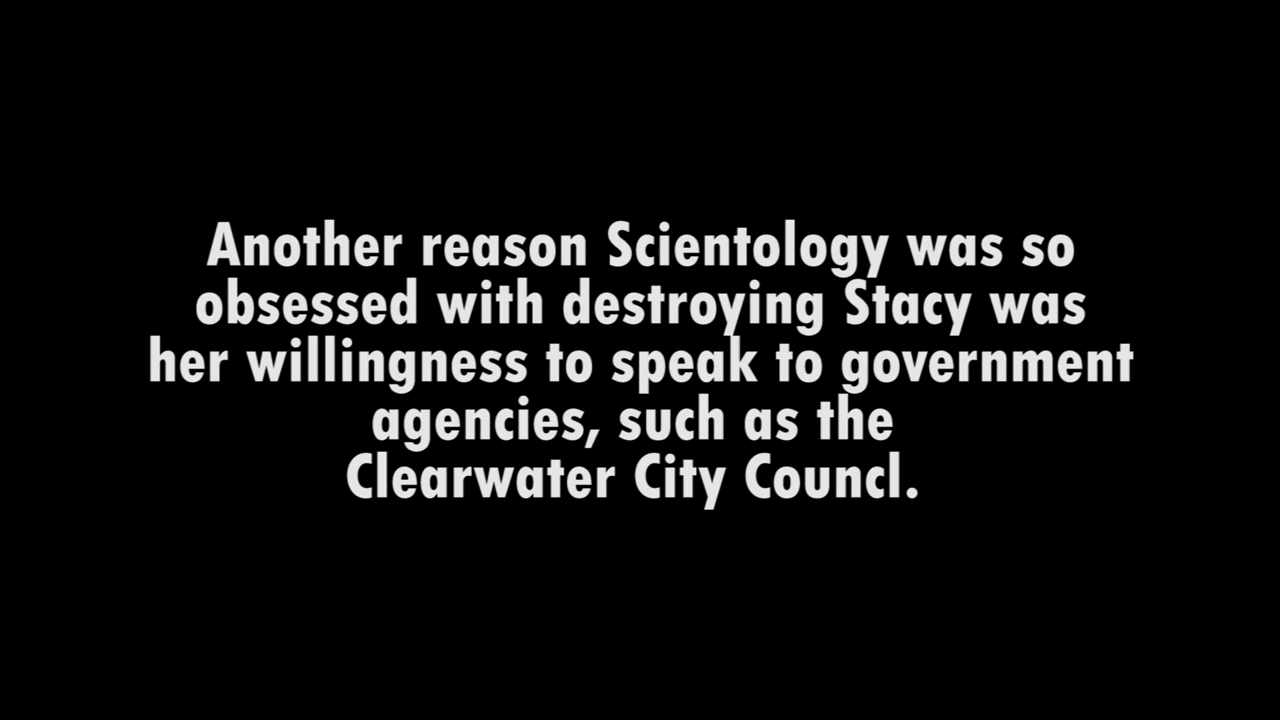 Another reason Scientology was so
obsessed with destroying Stacy was
her willingness to speak to government
agencies, such as the
Clearwater City Councl.